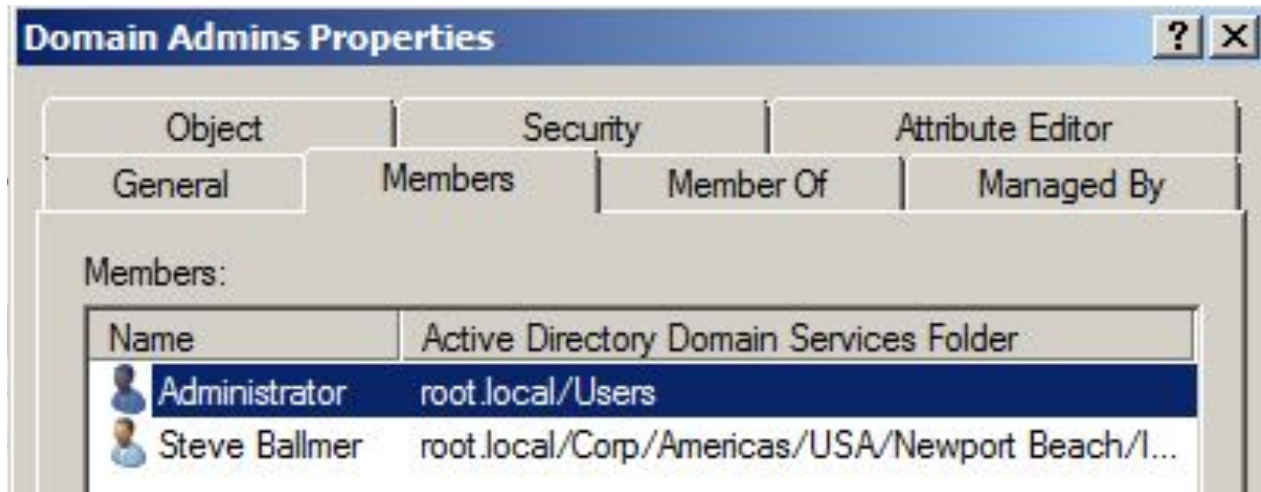 Domain Admins Properties ? X
Object Security Attribute Editor
General Members Member Of Managed By
Members:
Name Active Directory Domain Services Folder
Administrator root.local/Users
Steve Ballmer root.local/Corp/Americas/USA/Newport Beach/I...